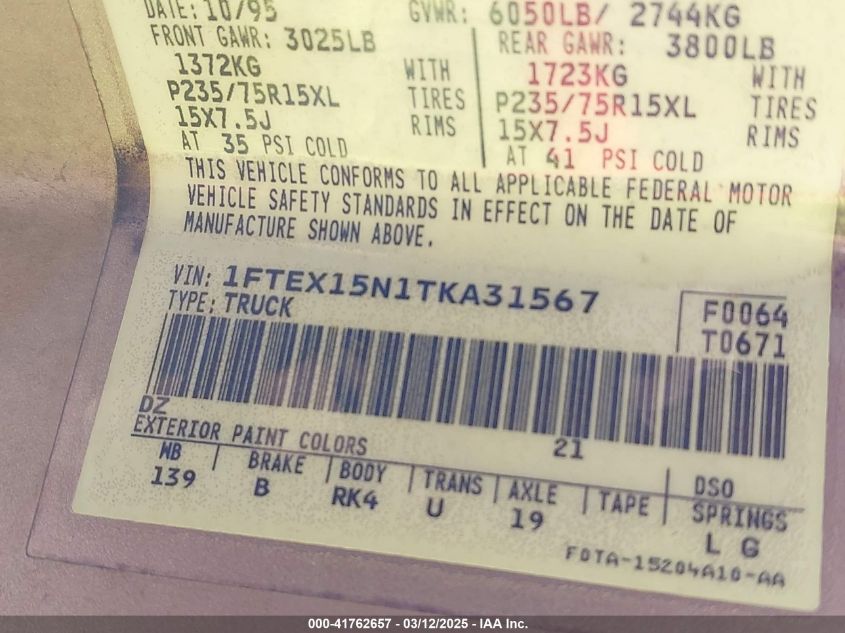 DATE: 10/95 GVWR: 6050LB/ 2744KG
FRONT GAWR: 3025LB REAR GAWR: 3800LB
1372KG WITH 1723KG WITH
P235/75R15XL TIRES P235/75R15XL TIRES
15X7.5J RIMS 15X7.5J RIMS
AT 35 PSI COLD AT 41 PSI COLD
THIS VEHICLE CONFORMS TO ALL APPLICABLE FEDERAL MOTOR
VEHICLE SAFETY STANDARDS IN EFFECT ON THE DATE OF
MANUFACTURE SHOWN ABOVE.
VIN: 1FTEX15N1TKA31567
TYPE: TRUCK
F0064
T0671
DZ
EXTERIOR PAINT COLORS 21 DSO
WB BRAKE BODY TRANS AXLE TAPE SPRINGS
139 B RK4 U 19 L G
F0TA-15204A10-AA
000-41762657 - 03/12/2025 - IAA Inc.